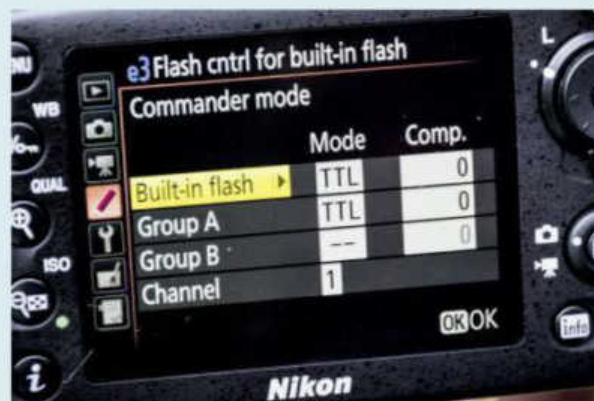 e3 Flash cntrl for built-in flash
Commander mode
Mode Comp.
Built-in flash TTL 0
Group A TTL 0
Group B -- 0
Channel 1
OK OK
Nikon
WB
QUAL
ISO
L
info
i